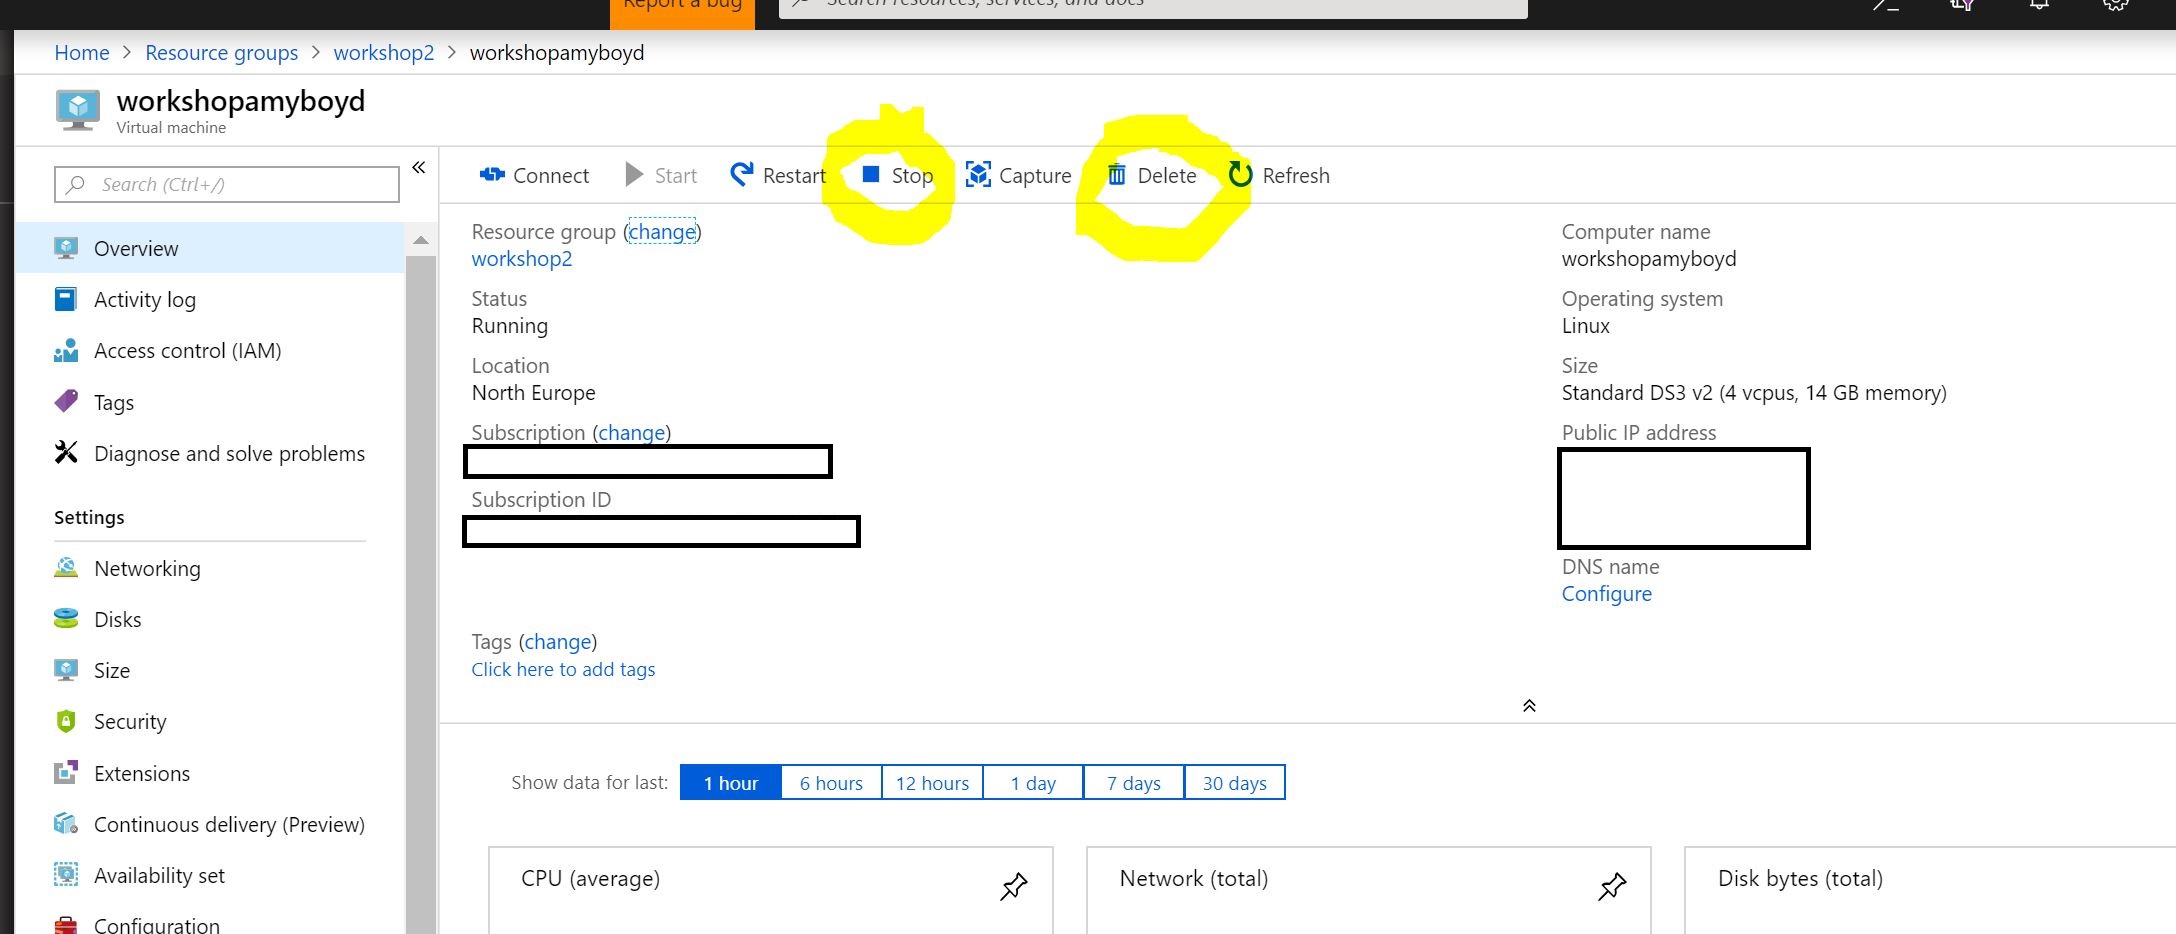 Report a bug
Search resources, services, and docs
Home > Resource groups > workshop2 > workshopamyboyd
workshopamyboyd
Virtual machine
Search (Ctrl+/)
«
Connect
Start
Restart
Stop
Capture
Delete
Refresh
Overview
Activity log
Access control (IAM)
Tags
Diagnose and solve problems
Settings
Networking
Disks
Size
Security
Extensions
Continuous delivery (Preview)
Availability set
Configuration
Resource group (change)
workshop2
Status
Running
Location
North Europe
Subscription (change)
Subscription ID
Tags (change)
Click here to add tags
Computer name
workshopamyboyd
Operating system
Linux
Size
Standard DS3 v2 (4 vcpus, 14 GB memory)
Public IP address
DNS name
Configure
Show data for last: 1 hour 6 hours 12 hours 1 day 7 days 30 days
CPU (average)
Network (total)
Disk bytes (total)